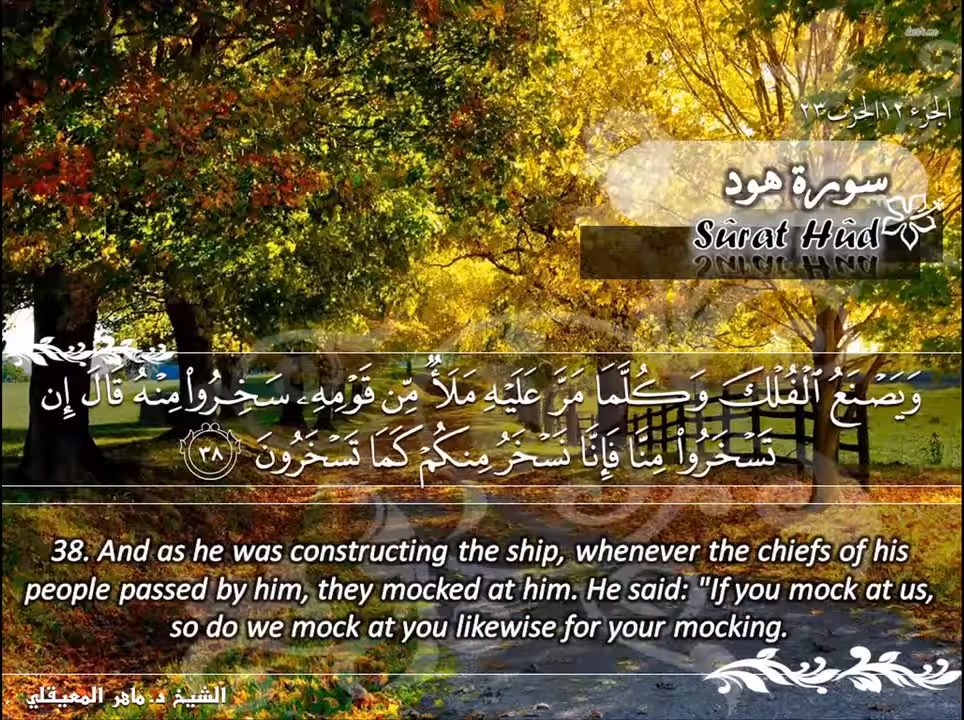 الجزء ١٢ الحزب ٢٣
سورة هود
Sûrat Hûd
وَيَصْنَعُ ٱلْفُلْكَ وَكُلَّمَا مَرَّ عَلَيْهِ مَلَأٌ مِّن قَوْمِهِۦ سَخِرُوا۟ مِنْهُ قَالَ إِن
تَسْخَرُوا۟ مِنَّا فَإِنَّا نَسْخَرُ مِنكُمْ كَمَا تَسْخَرُونَ ٣٨
38. And as he was constructing the ship, whenever the chiefs of his
people passed by him, they mocked at him. He said: "If you mock at us,
so do we mock at you likewise for your mocking.
الشيخ د. ماهر المعيقلي